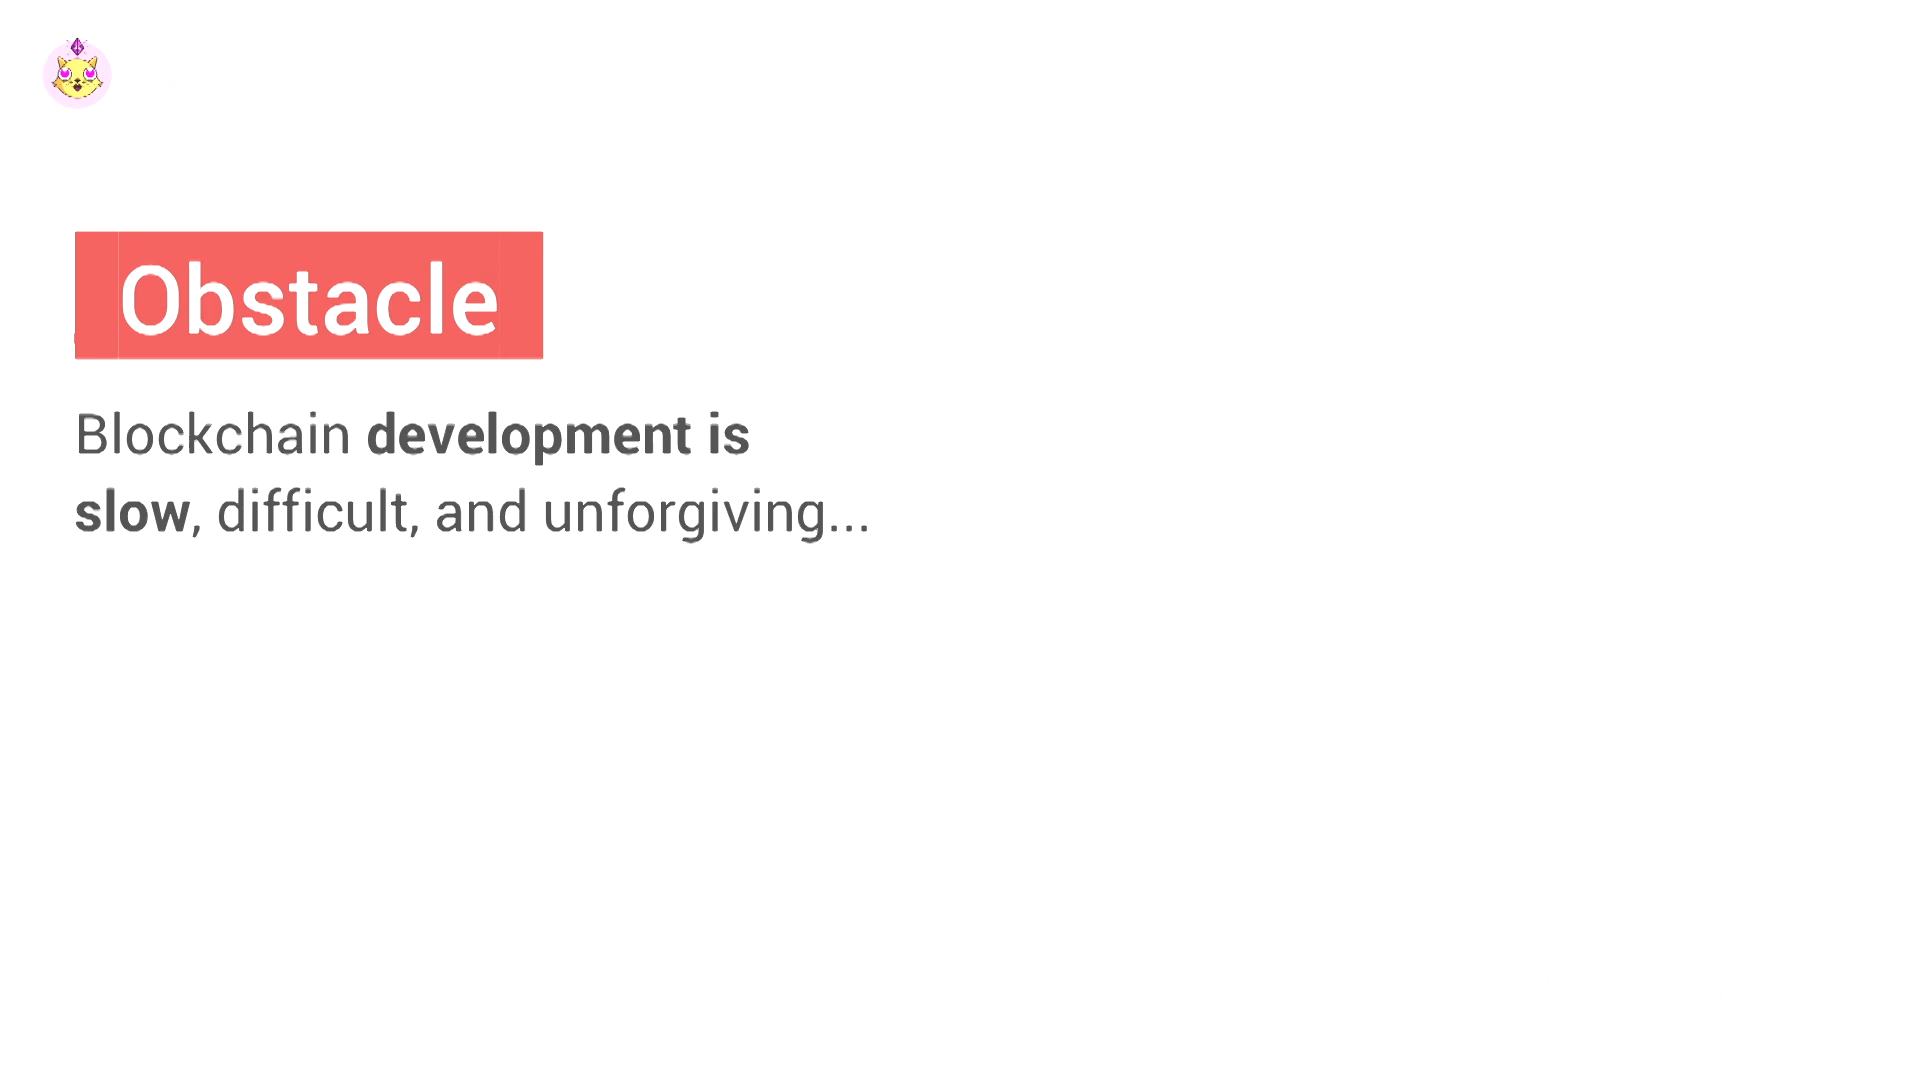 Obstacle
Blockchain development is
slow, difficult, and unforgiving...